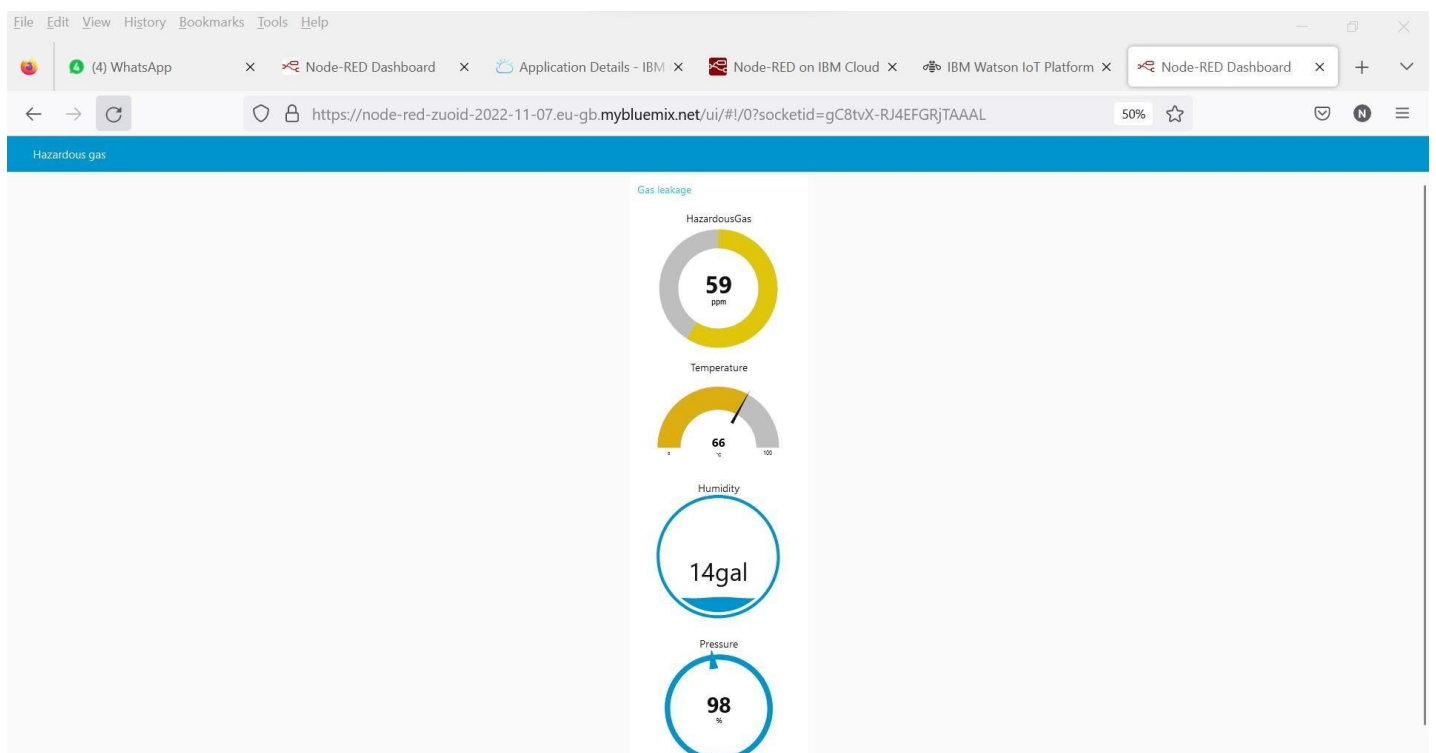 File Edit View History Bookmarks Tools Help
4 (4) WhatsApp Node-RED Dashboard Application Details - IBM Node-RED on IBM Cloud IBM Watson IoT Platform Node-RED Dashboard
https://node-red-zuoid-2022-11-07.eu-gb.mybluemix.net/ui/#!/0?socketid=gC8tvX-RJ4EFGRjTAAAL 50% N
Hazardous gas
Gas leakage
HazardousGas
59
ppm
Temperature
66
0 °C 100
Humidity
14gal
Pressure
98
%